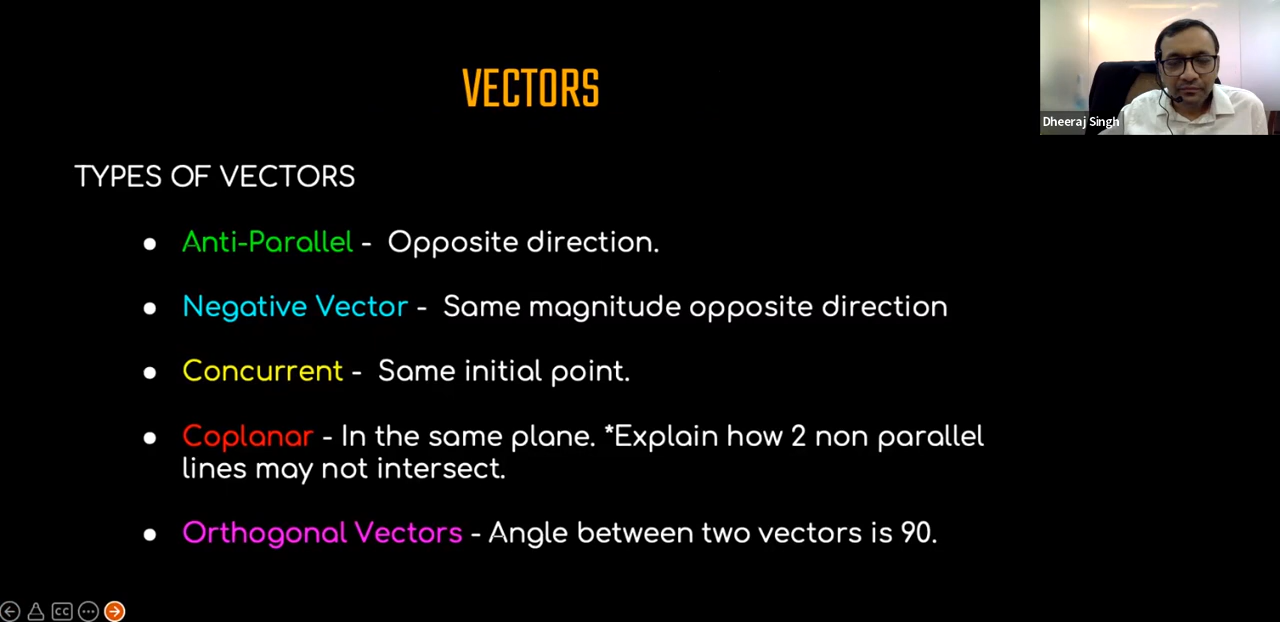 VECTORS
Dheeraj Singh
TYPES OF VECTORS
● Anti-Parallel - Opposite direction.
● Negative Vector - Same magnitude opposite direction
● Concurrent - Same initial point.
● Coplanar - In the same plane. *Explain how 2 non parallel
lines may not intersect.
● Orthogonal Vectors - Angle between two vectors is 90.
CC